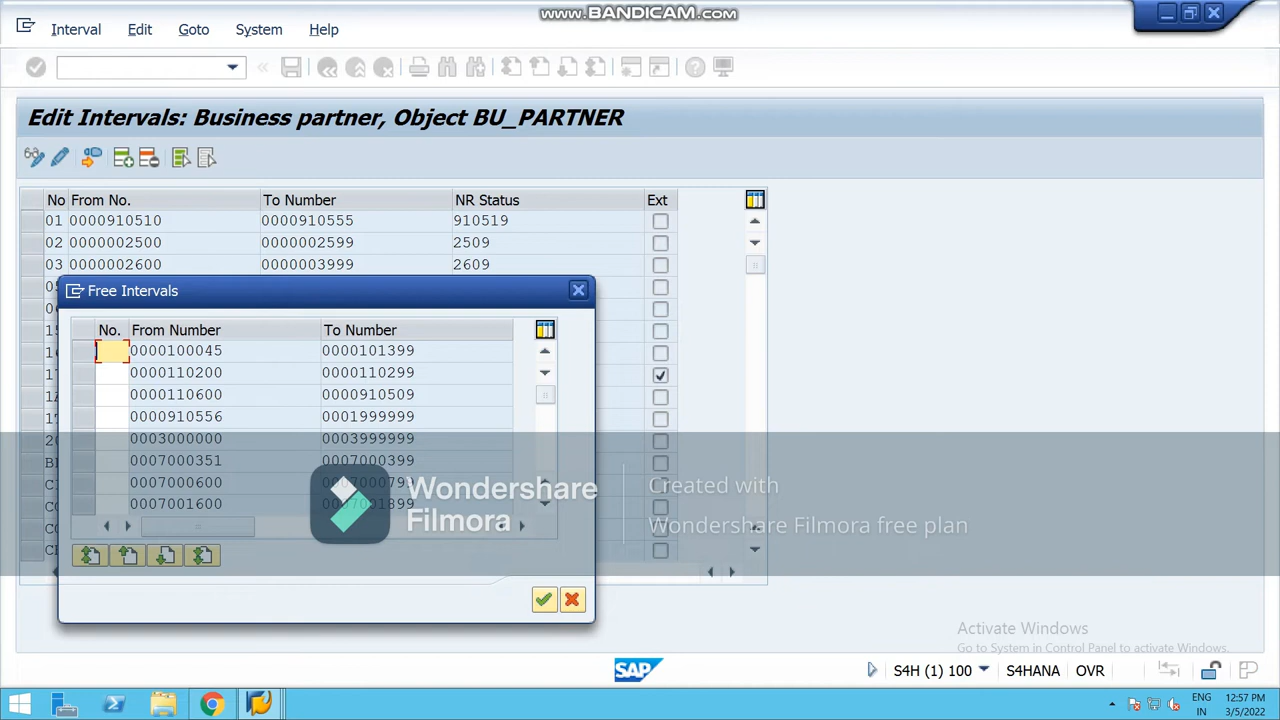 www.BANDICAM.com
Interval Edit Goto System Help
Edit Intervals: Business partner, Object BU_PARTNER
No From No. To Number NR Status Ext
01 0000910510 0000910555 910519
02 0000002500 0000002599 2509
03 0000002600 0000003999 2609
Free Intervals
No. From Number To Number
0000100045 0000101399
0000110200 0000110299
0000110600 0000910509
0000910556 0001999999
0003000000 0003999999
0007000351 0007000399
0007000600 0007000799
0007001600 0007001899
Wondershare
Filmora
Created with
Wondershare Filmora free plan
Activate Windows
Go to System in Control Panel to activate Windows.
SAP
S4H (1) 100 S4HANA OVR
ENG 12:57 PM
IN 3/5/2022